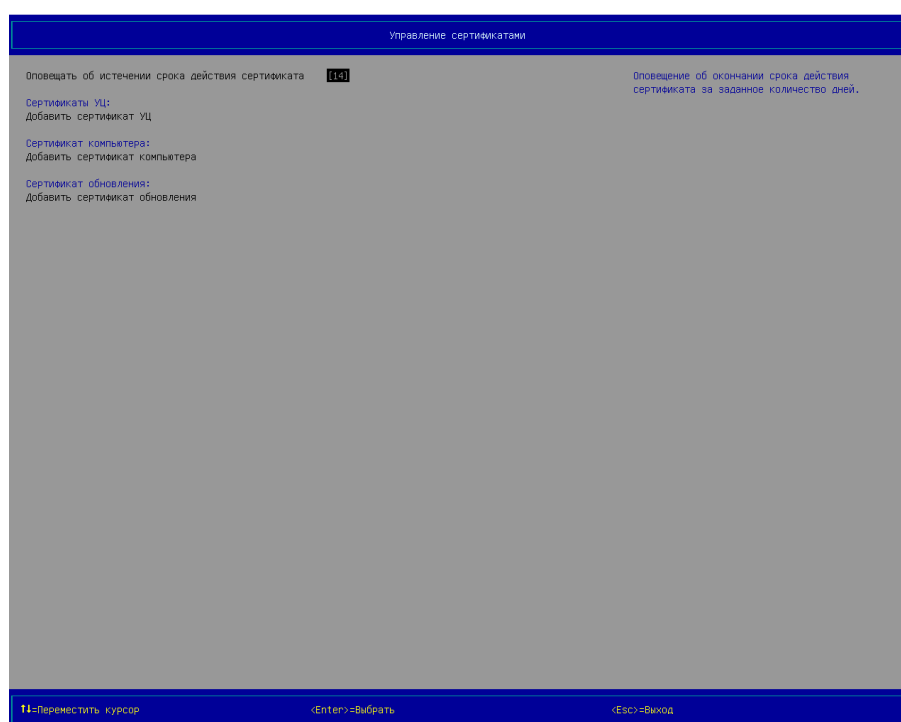 Управление сертификатами
Оповещать об истечении срока действия сертификата [14]
Оповещение об окончании срока действия
сертификата за заданное количество дней.
Сертификаты УЦ:
Добавить сертификат УЦ
Сертификат компьютера:
Добавить сертификат компьютера
Сертификат обновления:
Добавить сертификат обновления
↑↓=Переместить курсор <Enter>=Выбрать <Esc>=Выход